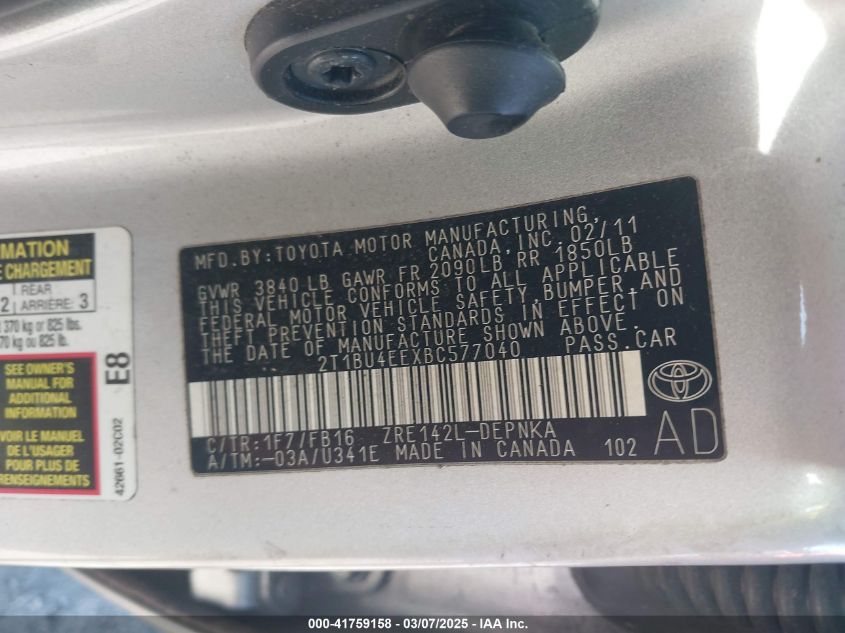 MFD.BY:TOYOTA MOTOR MANUFACTURING,
CANADA, INC. 02/11
GVWR 3840 LB GAWR FR 2090LB RR 1850LB
THIS VEHICLE CONFORMS TO ALL APPLICABLE
FEDERAL MOTOR VEHICLE SAFETY, BUMPER, AND
THEFT PREVENTION STANDARDS IN EFFECT ON
THE DATE OF MANUFACTURE SHOWN ABOVE.
2T1BU4EEXBC577040 PASS.CAR
C/TR:1F7/FB16 ZRE142L-DEPNKA
A/TM:-03A/U341E MADE IN CANADA 102
AD
MATION
E CHARGEMENT
REAR
2 ARRIÈRE: 3
370 kg or 825 lbs.
70 kg ou 825 lb.
SEE OWNER'S
MANUAL FOR
ADDITIONAL
INFORMATION
VOIR LE MANUEL
DE L'USAGER
POUR PLUS DE
RENSEIGNEMENTS
E8
42661-02C02
000-41759158 — 03/07/2025 — IAA Inc.